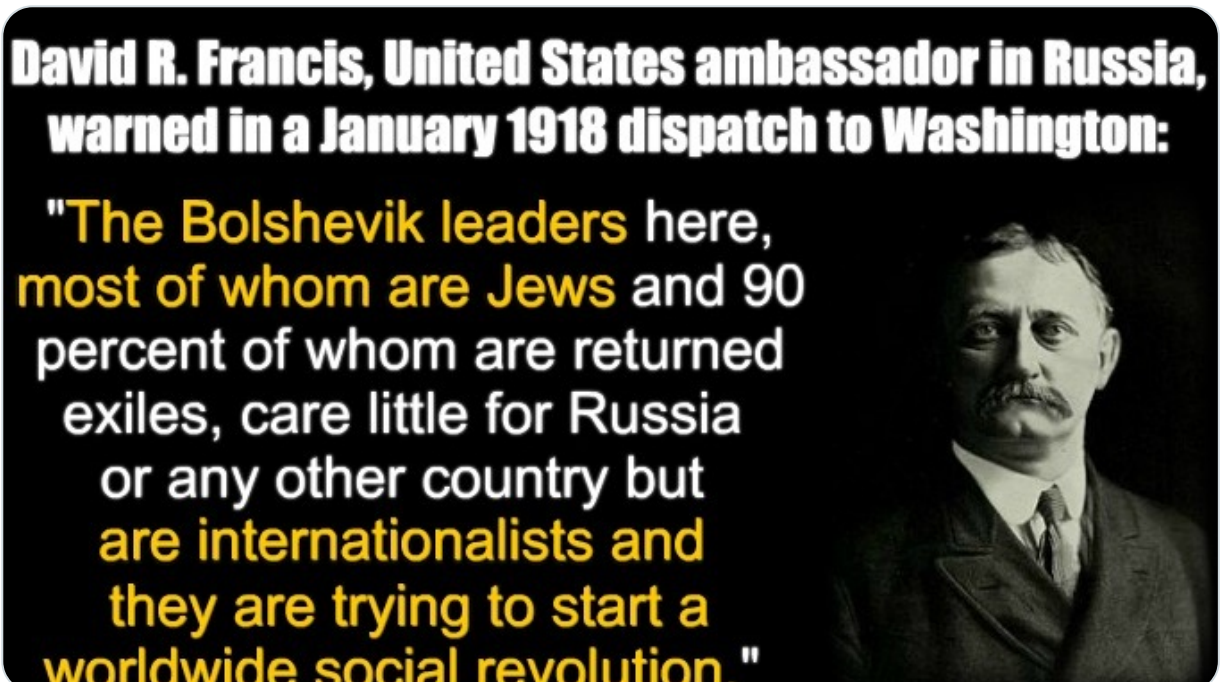 David R. Francis, United States ambassador in Russia,
warned in a January 1918 dispatch to Washington:
"The Bolshevik leaders here,
most of whom are Jews and 90
percent of whom are returned
exiles, care little for Russia
or any other country but
are internationalists and
they are trying to start a
worldwide social revolution."